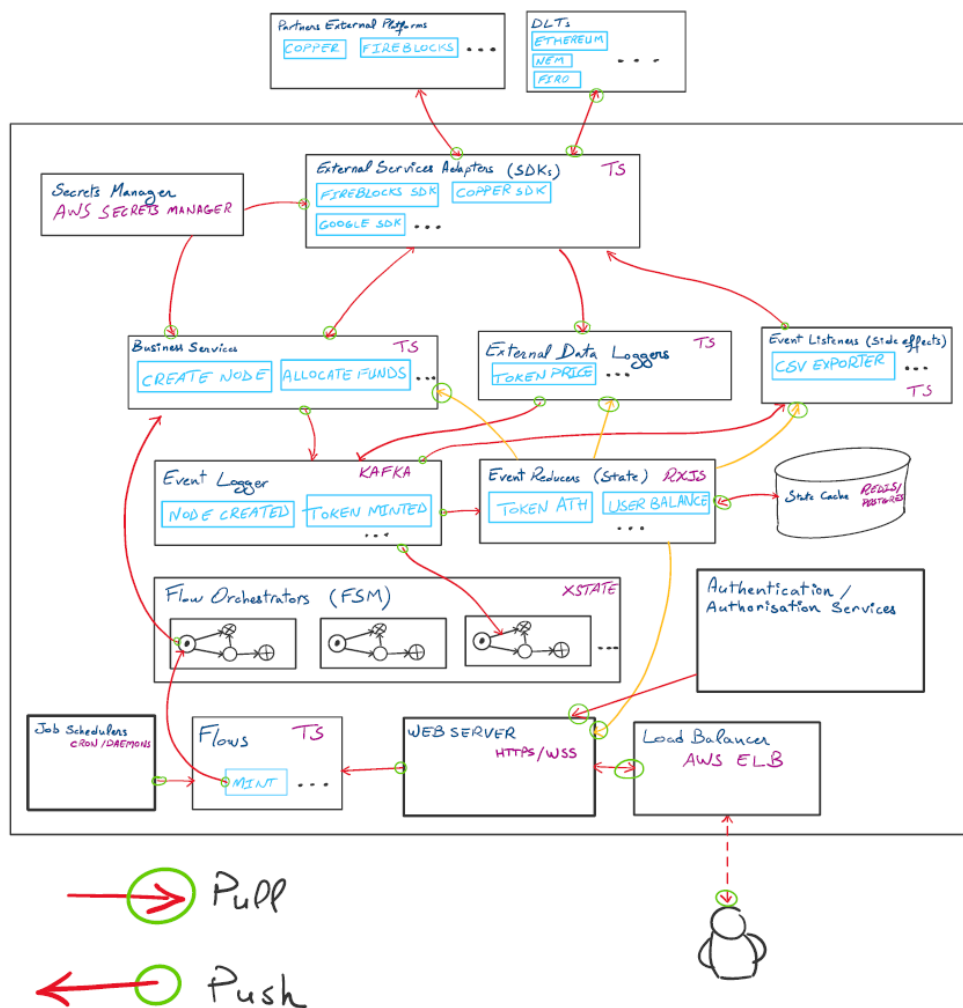 Partners External Platforms
COPPER
FIREBLOCKS
...
DLTs
ETHEREUM
NEM
FIRO
....
External Services Adapters (SDKs)
TS
FIREBLOCKS SDK
COPPER SDK
GOOGLE SDK
...
Secrets Manager
AWS SECRETS MANAGER
Business Services
TS
CREATE NODE
ALLOCATE FUNDS
...
External Data Loggers
TS
TOKEN PRICE
...
Event Listeners (Side effects)
CSV EXPORTER
...
TS
Event Logger
KAFKA
NODE CREATED
TOKEN MINTED
...
Event Reducers (State)
RXJS
TOKEN ATH
USER BALANCE
...
State Cache
REDIS/
POSTGRES
Flow Orchestrators (FSM)
XSTATE
...
Authentication /
Authorisation Services
Job Schedulers
CRON/DAEMONS
Flows
TS
MINT
...
WEB SERVER
HTTPS/WSS
Load Balancer
AWS ELB
Pull
Push